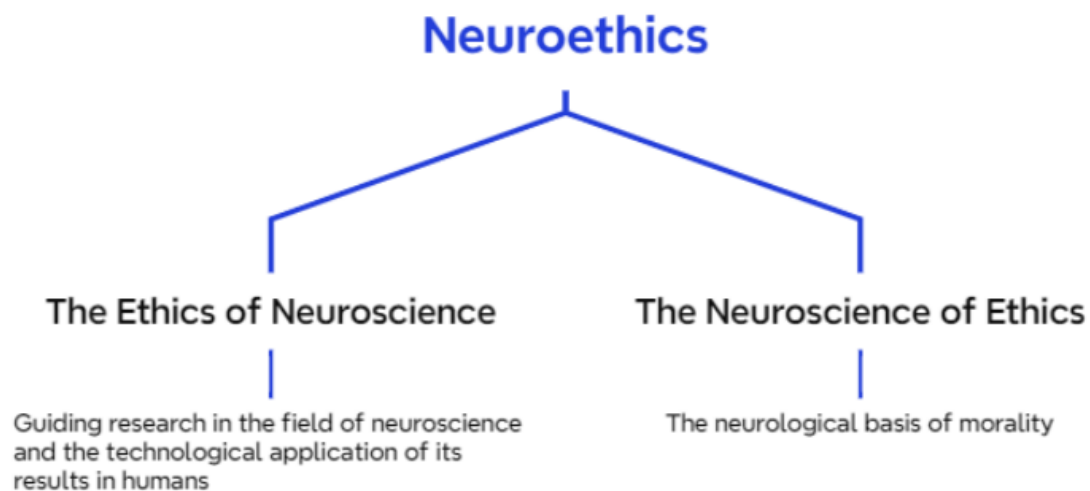 Neuroethics
The Ethics of Neuroscience
The Neuroscience of Ethics
Guiding research in the field of neuroscience
and the technological application of its
results in humans
The neurological basis of morality